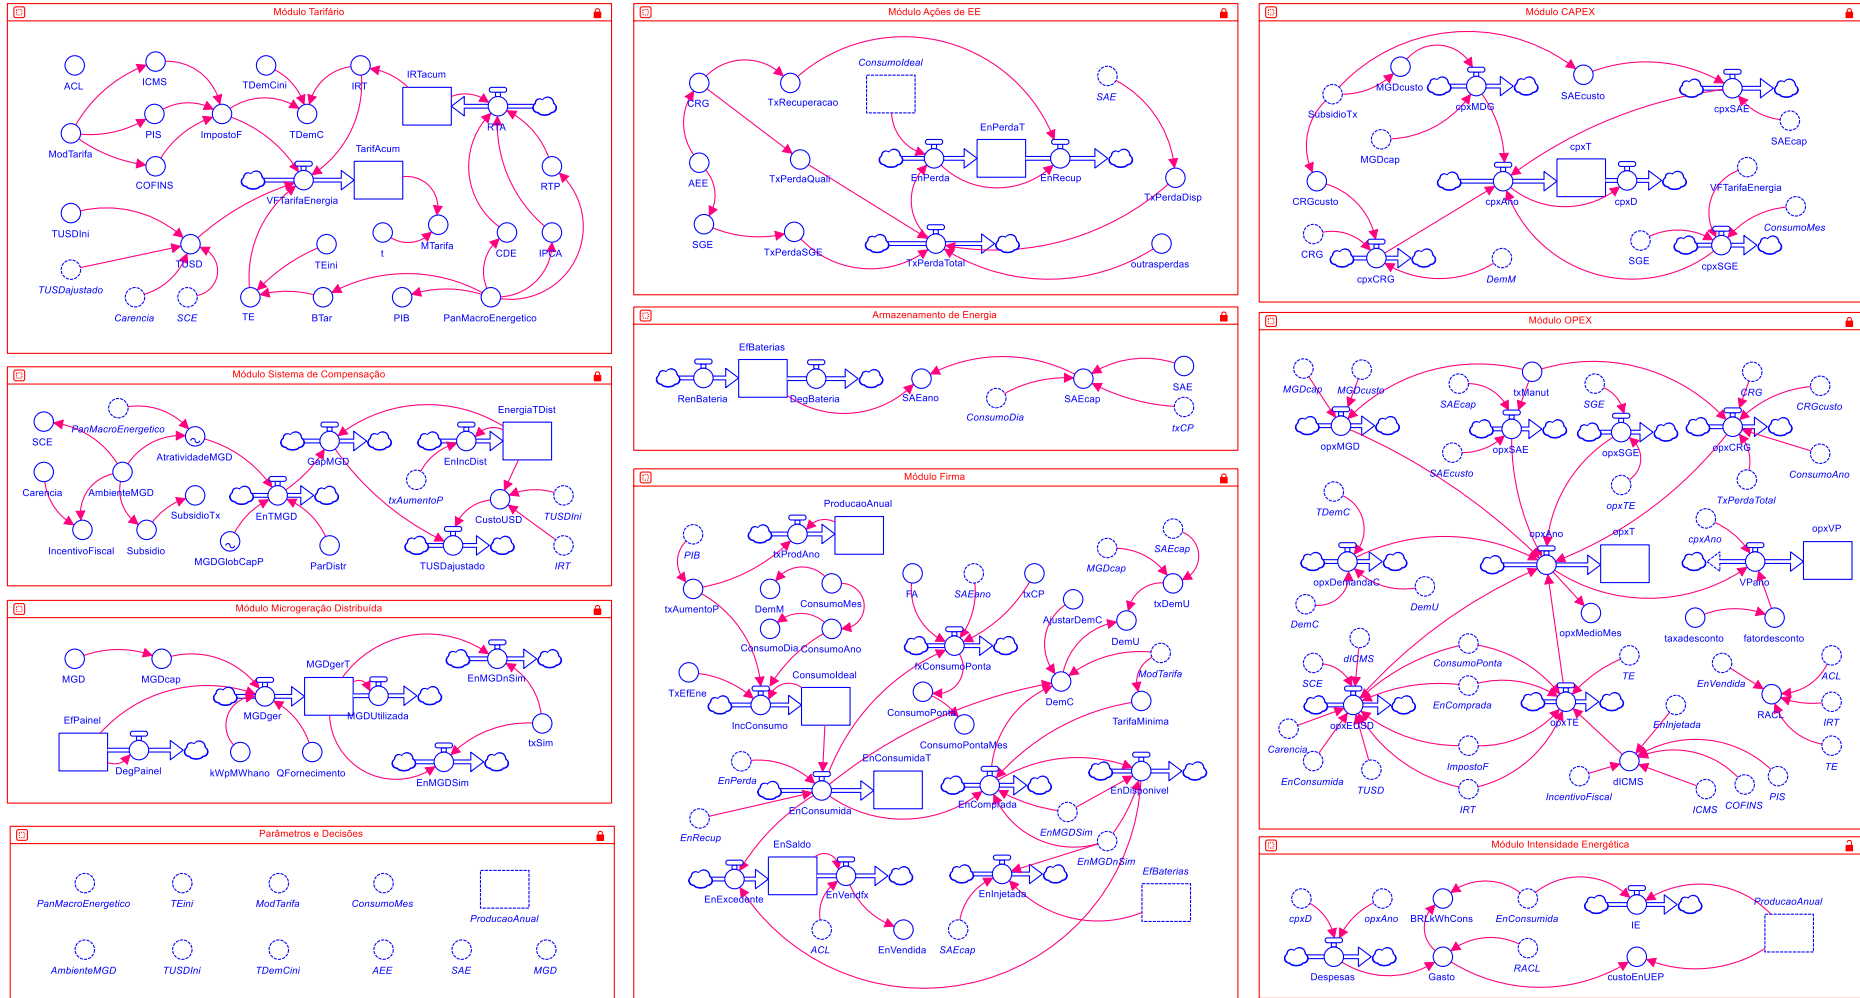 Módulo Tarifário
ACL
ICMS
TDemCini
IRT
IRTacum
RTA
ModTarifa
PIS
ImpostoF
TDemC
COFINS
TarifAcum
RTP
VFTarifaEnergia
TUSDIni
TUSD
TEini
t
MTarifa
CDE
IPCA
TUSDajustado
Carencia
SCE
TE
BTar
PIB
PanMacroEnergetico
Módulo Sistema de Compensação
SCE
PanMacroEnergetico
AtratividadeMGD
GapMGD
EnIncDist
EnergiaTDist
Carencia
AmbienteMGD
SubsidioTx
EnTMGD
txAumentoP
CustoUSD
TUSDIni
IncentivoFiscal
Subsidio
MGDGlobCapP
ParDistr
TUSDajustado
IRT
Módulo Microgeração Distribuída
MGD
MGDcap
MGDgerT
EnMGDnSim
MGDger
MGDUtilizada
EfPainel
txSim
DegPainel
kWpMWhano
QFornecimento
EnMGDSim
Parâmetros e Decisões
PanMacroEnergetico
TEini
ModTarifa
ConsumoMes
ProducaoAnual
AmbienteMGD
TUSDIni
TDemCini
AEE
SAE
MGD
Módulo Ações de EE
CRG
TxRecuperacao
ConsumoIdeal
SAE
EnPerdaT
AEE
TxPerdaQuali
EnPerda
EnRecup
TxPerdaDisp
SGE
TxPerdaSGE
TxPerdaTotal
outrasperdas
Armazenamento de Energia
EfBaterias
RenBateria
DegBateria
SAEano
ConsumoDia
SAEcap
SAE
txCP
Módulo Firma
ProducaoAnual
PIB
txProdAno
MGDcap
SAEcap
txAumentoP
DemM
ConsumoMes
FA
SAEano
txCP
txDemU
AjustarDemC
ConsumoDia
ConsumoAno
fxConsumoPonta
DemU
TxEfEne
ConsumoIdeal
ModTarifa
IncConsumo
ConsumoPonta
DemC
TarifaMinima
ConsumoPontaMes
EnPerda
EnConsumidaT
EnConsumida
EnComprada
EnDisponivel
EnRecup
EnMGDSim
EnMGDnSim
EnSaldo
EnExcedente
EnVendfx
EnInjetada
EfBaterias
ACL
EnVendida
SAEcap
Módulo CAPEX
MGDcusto
cpxMDG
SAEcusto
cpxSAE
SubsidioTx
MGDcap
SAEcap
cpxT
CRGcusto
cpxAno
cpxD
VFTarifaEnergia
ConsumoMes
CRG
cpxCRG
DemM
SGE
cpxSGE
Módulo OPEX
MGDcap
MGDcusto
SAEcap
txManut
SGE
CRG
CRGcusto
opxMGD
opxSAE
opxSGE
opxCRG
SAEcusto
ConsumoAno
opxTE
TxPerdaTotal
TDemC
opxAno
opxT
cpxAno
opxVP
opxDemandaC
VPano
DemC
DemU
opxMedioMes
taxadesconto
fatordesconto
dICMS
SCE
ConsumoPonta
TE
EnVendida
ACL
EnComprada
opxEUSD
opxTE
RACL
IRT
EnInjetada
Carencia
EnConsumida
TUSD
ImpostoF
dICMS
TE
IRT
IncentivoFiscal
ICMS
COFINS
PIS
Módulo Intensidade Energética
cpxD
opxAno
BRLkWhCons
EnConsumida
IE
ProducaoAnual
Despesas
Gasto
RACL
custoEnUEP